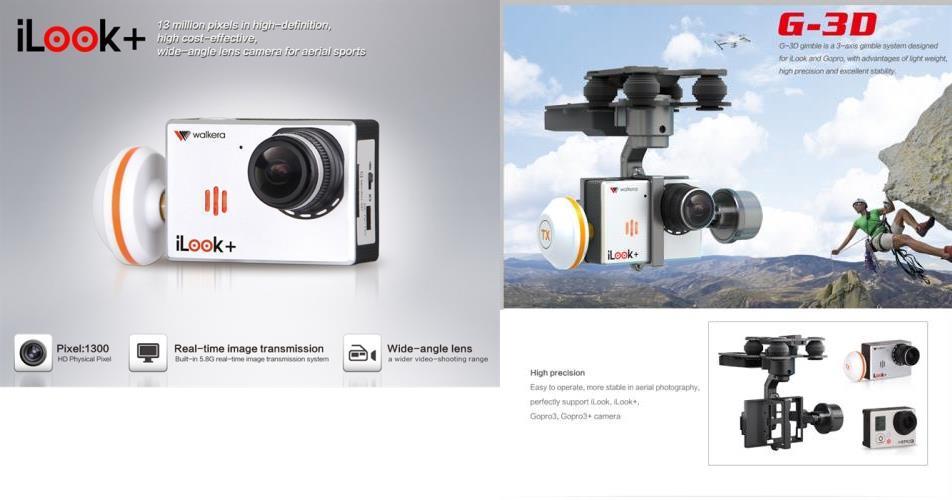 iLook+
13 million pixels in high-definition,
high cost-effective,
wide-angle lens camera for aerial sports
walkera
iLook+
Pixel:1300
HD Physical Pixel
Real-time image transmission
Built-in 5.8G real-time image transmission system
Wide-angle lens
a wider video-shooting range
G-3D
G-3D gimble is a 3-axis gimble system designed
for iLook and Gopro, with advantages of light weight,
high precision and excellent stability.
walkera
TX
iLook+
High precision
Easy to operate, more stable in aerial photography,
perfectly support iLook, iLook+,
Gopro3, Gopro3+ camera
iLook+
HERO3